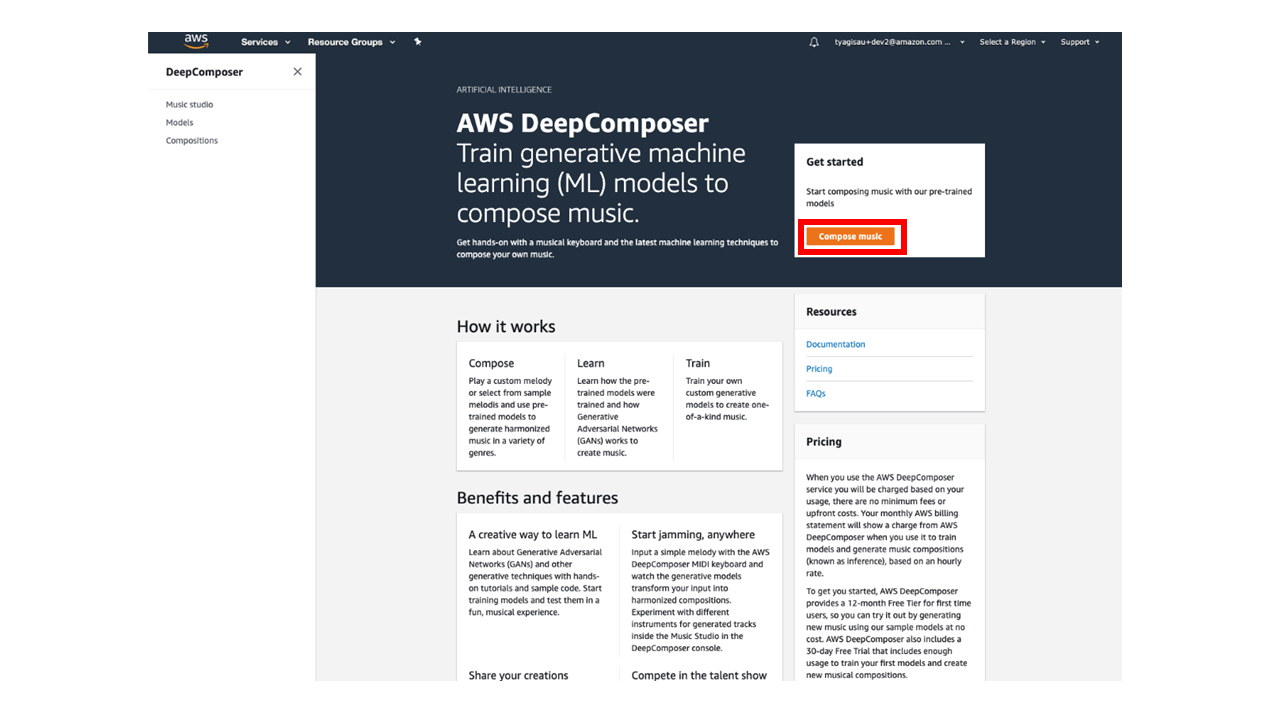 aws
Services
Resource Groups
tyagisau+dev2@amazon.com ...
Select a Region
Support
DeepComposer
Music studio
Models
Compositions
ARTIFICIAL INTELLIGENCE
AWS DeepComposer
Train generative machine
learning (ML) models to
compose music.
Get hands-on with a musical keyboard and the latest machine learning techniques to
compose your own music.
Get started
Start composing music with our pre-trained
models
Compose music
How it works
Compose
Play a custom melody
or select from sample
melodis and use pre-
trained models to
generate harmonized
music in a variety of
genres.
Learn
Learn how the pre-
trained models were
trained and how
Generative
Adversarial Networks
(GANs) works to
create music.
Train
Train your own
custom generative
models to create one-
of-a-kind music.
Benefits and features
A creative way to learn ML
Learn about Generative Adversarial
Networks (GANs) and other
generative techniques with hands-
on tutorials and sample code. Start
training models and test them in a
fun, musical experience.
Start jamming, anywhere
Input a simple melody with the AWS
DeepComposer MIDI keyboard and
watch the generative models
transform your input into
harmonized compositions.
Experiment with different
instruments for generated tracks
inside the Music Studio in the
DeepComposer console.
Share your creations
Compete in the talent show
Resources
Documentation
Pricing
FAQs
Pricing
When you use the AWS DeepComposer
service you will be charged based on your
usage, there are no minimum fees or
upfront costs. Your monthly AWS billing
statement will show a charge from AWS
DeepComposer when you use it to train
models and generate music compositions
(known as inference), based on an hourly
rate.
To get you started, AWS DeepComposer
provides a 12-month Free Tier for first time
users, so you can try it out by generating
new music using our sample models at no
cost. AWS DeepComposer also includes a
30-day Free Trial that includes enough
usage to train your first models and create
new musical compositions.